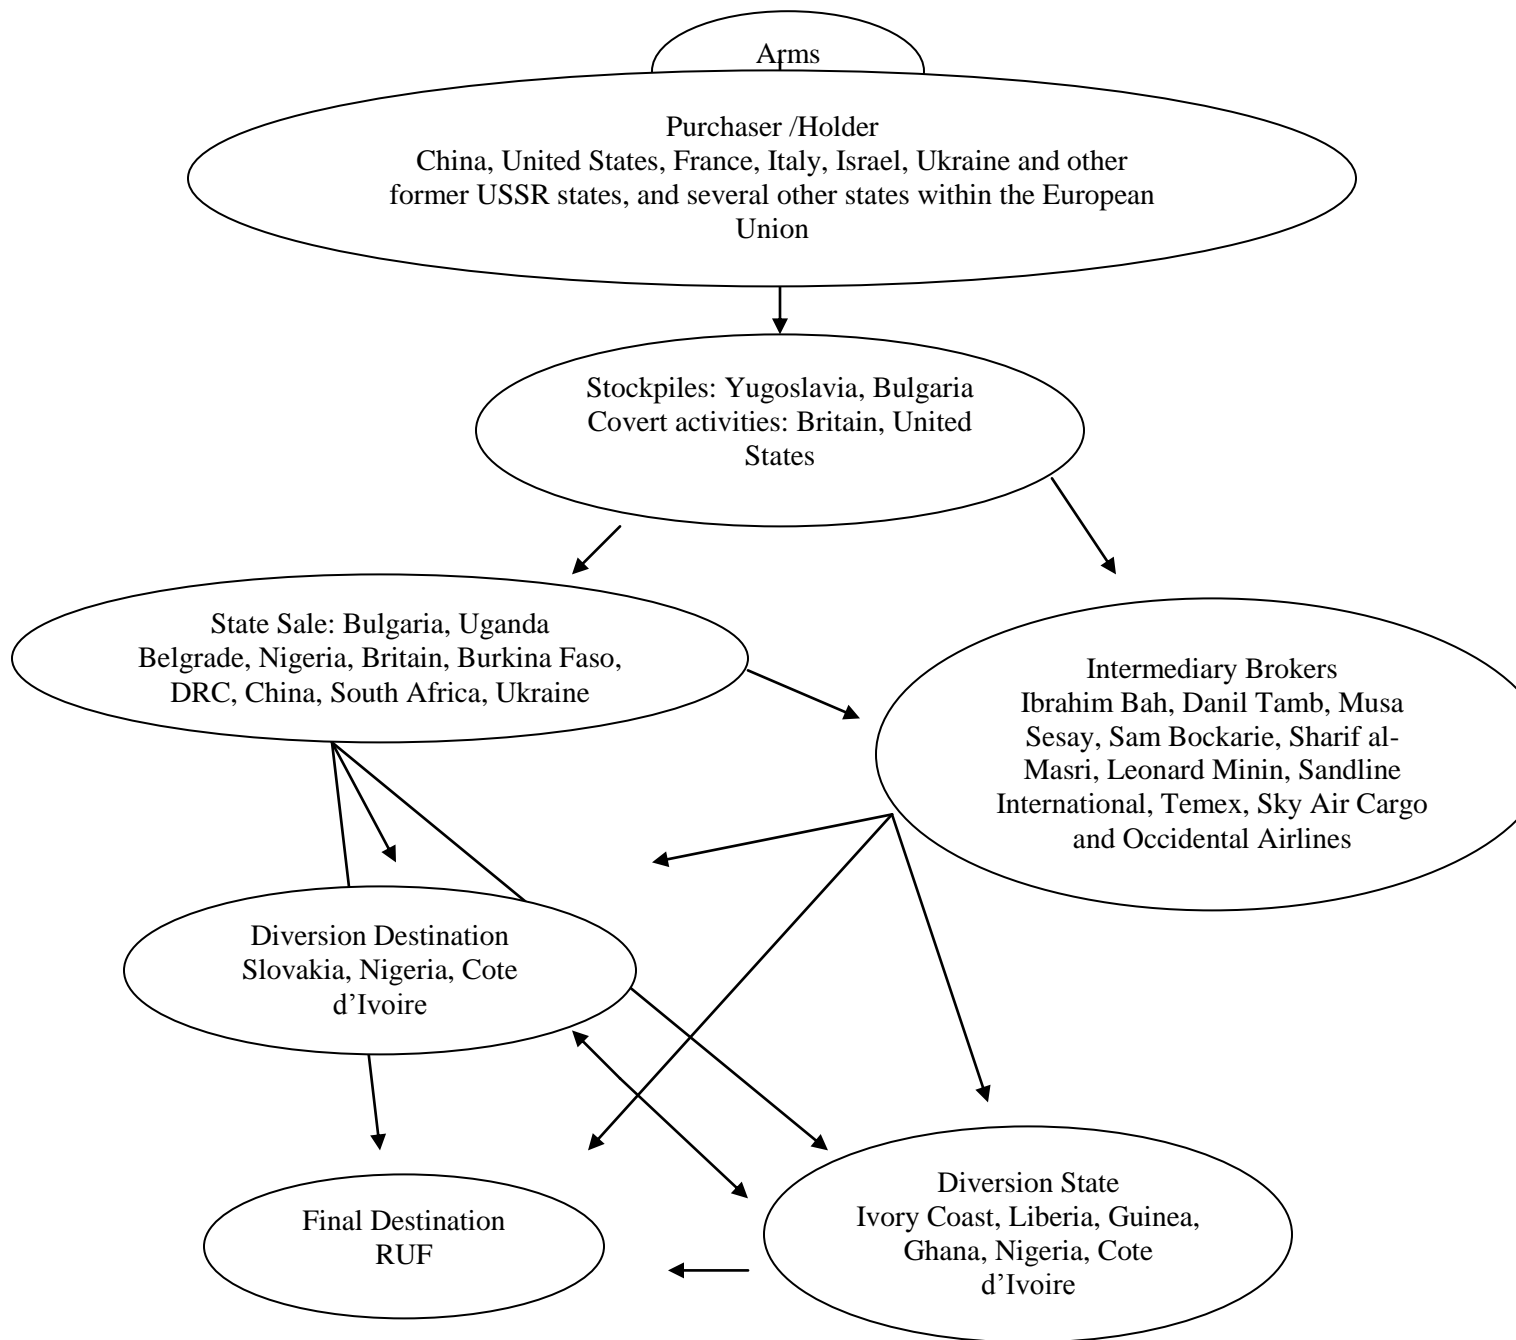 Arms
Purchaser /Holder
China, United States, France, Italy, Israel, Ukraine and other
former USSR states, and several other states within the European
Union
Stockpiles: Yugoslavia, Bulgaria
Covert activities: Britain, United
States
State Sale: Bulgaria, Uganda
Belgrade, Nigeria, Britain, Burkina Faso,
DRC, China, South Africa, Ukraine
Intermediary Brokers
Ibrahim Bah, Danil Tamb, Musa
Sesay, Sam Bockarie, Sharif al-
Masri, Leonard Minin, Sandline
International, Temex, Sky Air Cargo
and Occidental Airlines
Diversion Destination
Slovakia, Nigeria, Cote
d’Ivoire
Final Destination
RUF
Diversion State
Ivory Coast, Liberia, Guinea,
Ghana, Nigeria, Cote
d’Ivoire